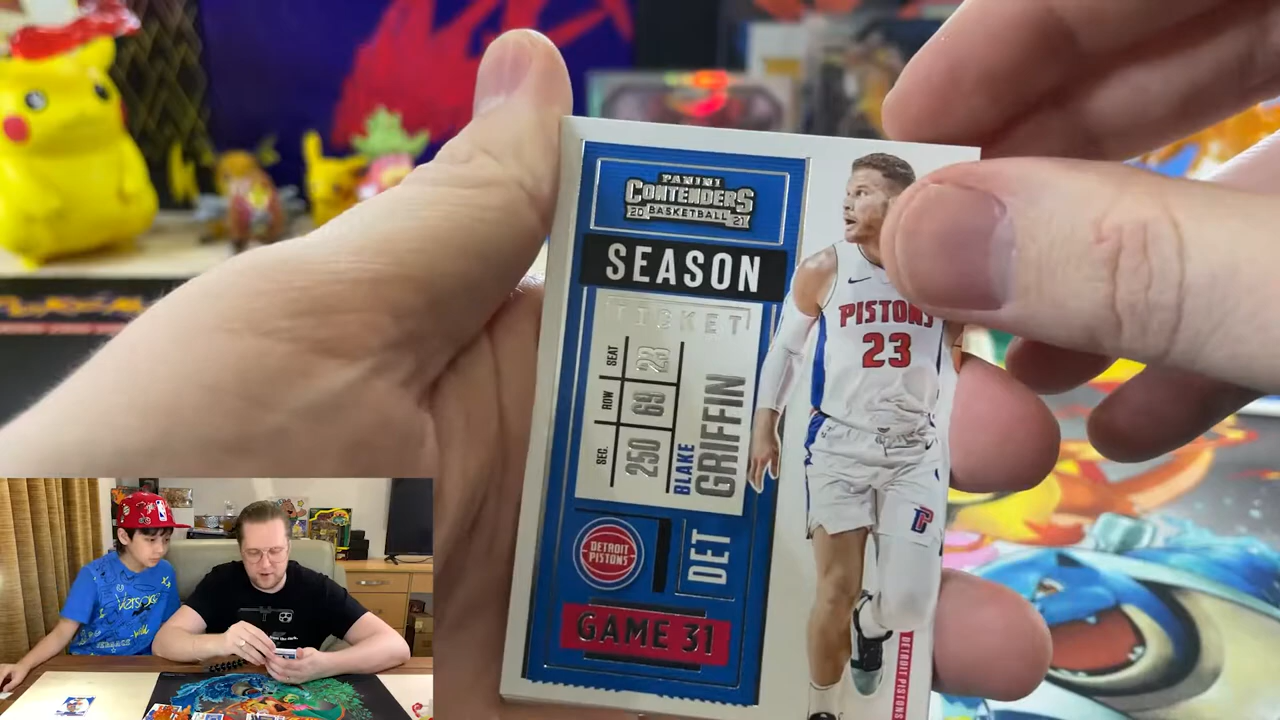 PANINI
CONTENDERS
20 BASKETBALL 21
SEASON
TICKET
SEAT 23
ROW 69
SEC. 250
BLAKE
GRIFFIN
DETROIT
PISTONS
DET
GAME 31
PISTONS
23
DETROIT PISTONS